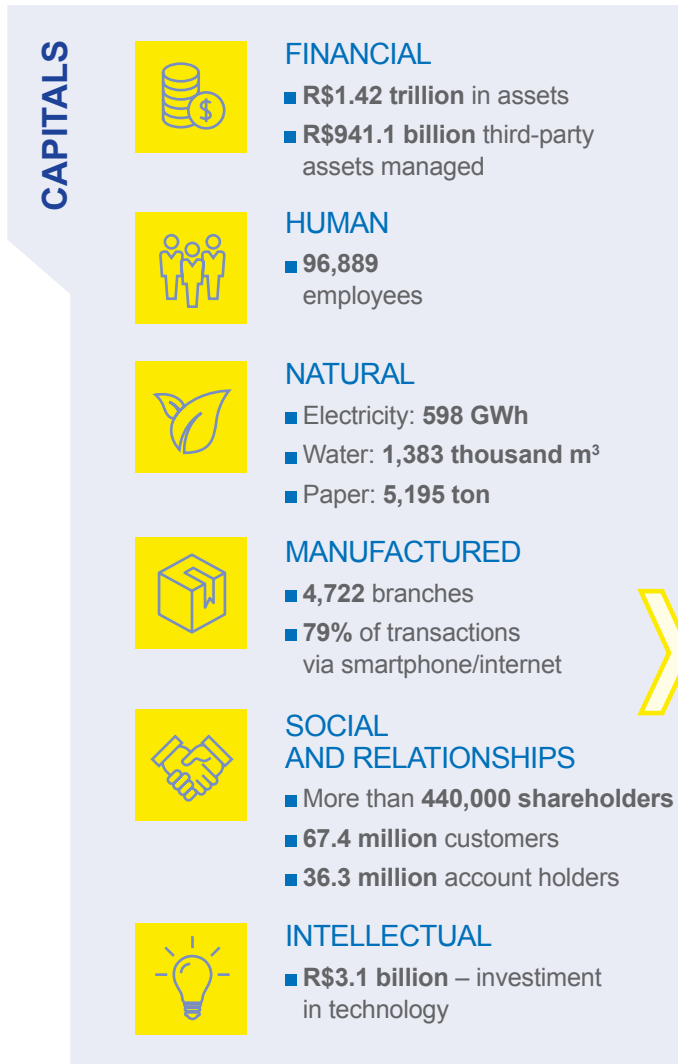 CAPITALS
FINANCIAL
R$1.42 trillion in assets
R$941.1 billion third-party
assets managed
HUMAN
96,889
employees
NATURAL
Electricity: 598 GWh
Water: 1,383 thousand m³
Paper: 5,195 ton
MANUFACTURED
4,722 branches
79% of transactions
via smartphone/internet
SOCIAL
AND RELATIONSHIPS
More than 440,000 shareholders
67.4 million customers
36.3 million account holders
INTELLECTUAL
R$3.1 billion – investiment
in technology